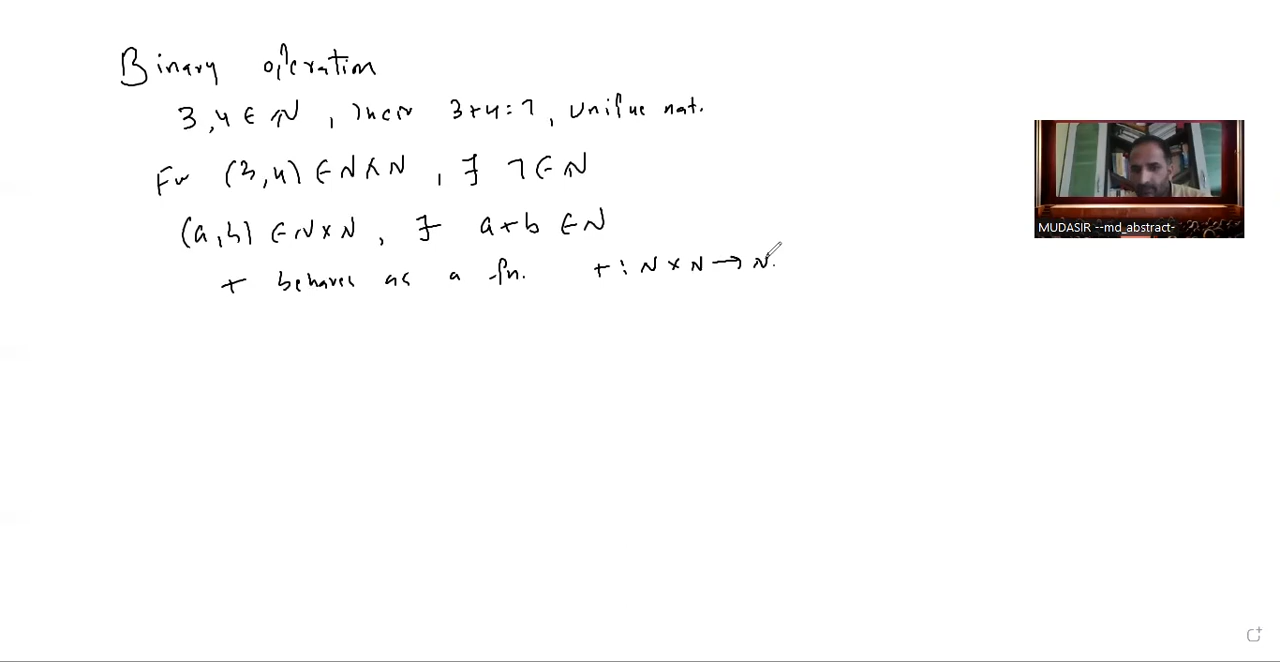 Binary operation
3,4 ∈ N, then 3+4=7, unique nat.
For (3,4) ∈ N×N, ∃ 7 ∈ N
(a,b) ∈ N×N, ∃ a+b ∈ N
+ behaves as a fn. + : N×N → N.
MUDASIR --md_abstract-